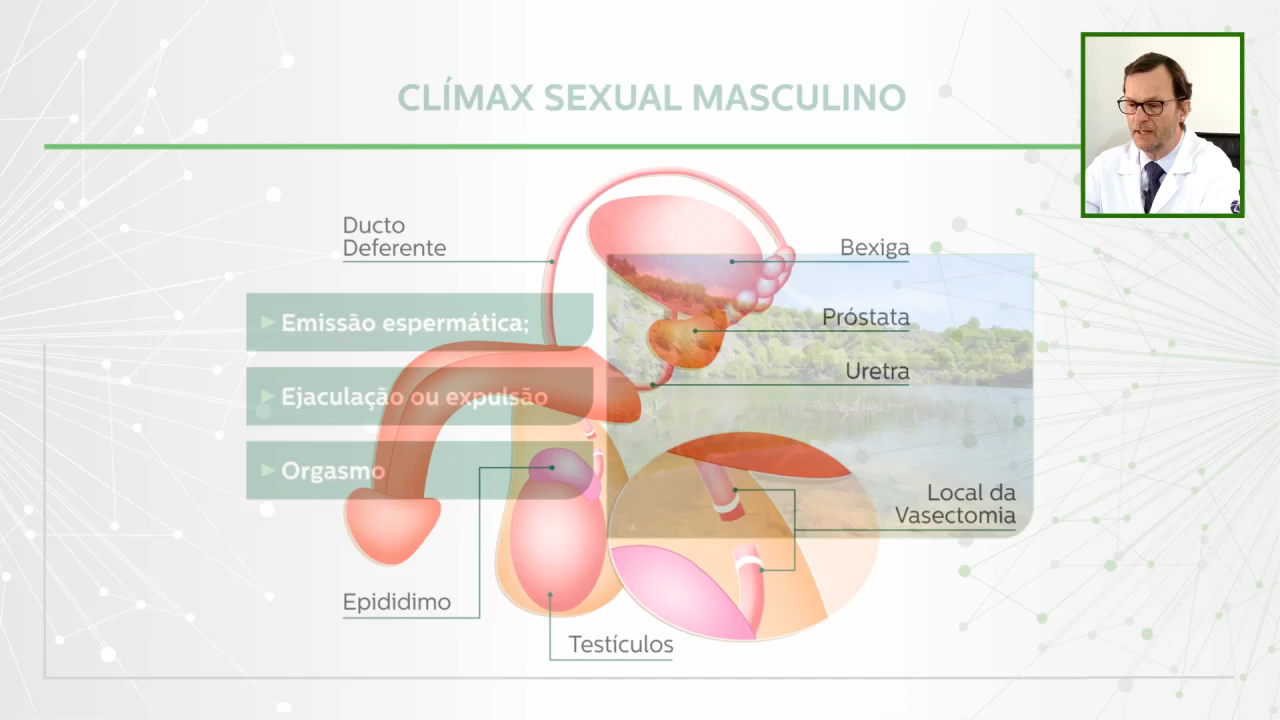 CLÍMAX SEXUAL MASCULINO
Ducto
Deferente
Bexiga
Emissão espermática;
Próstata
Uretra
Ejaculação ou expulsão
Orgasmo
Local da
Vasectomia
Epididimo
Testículos